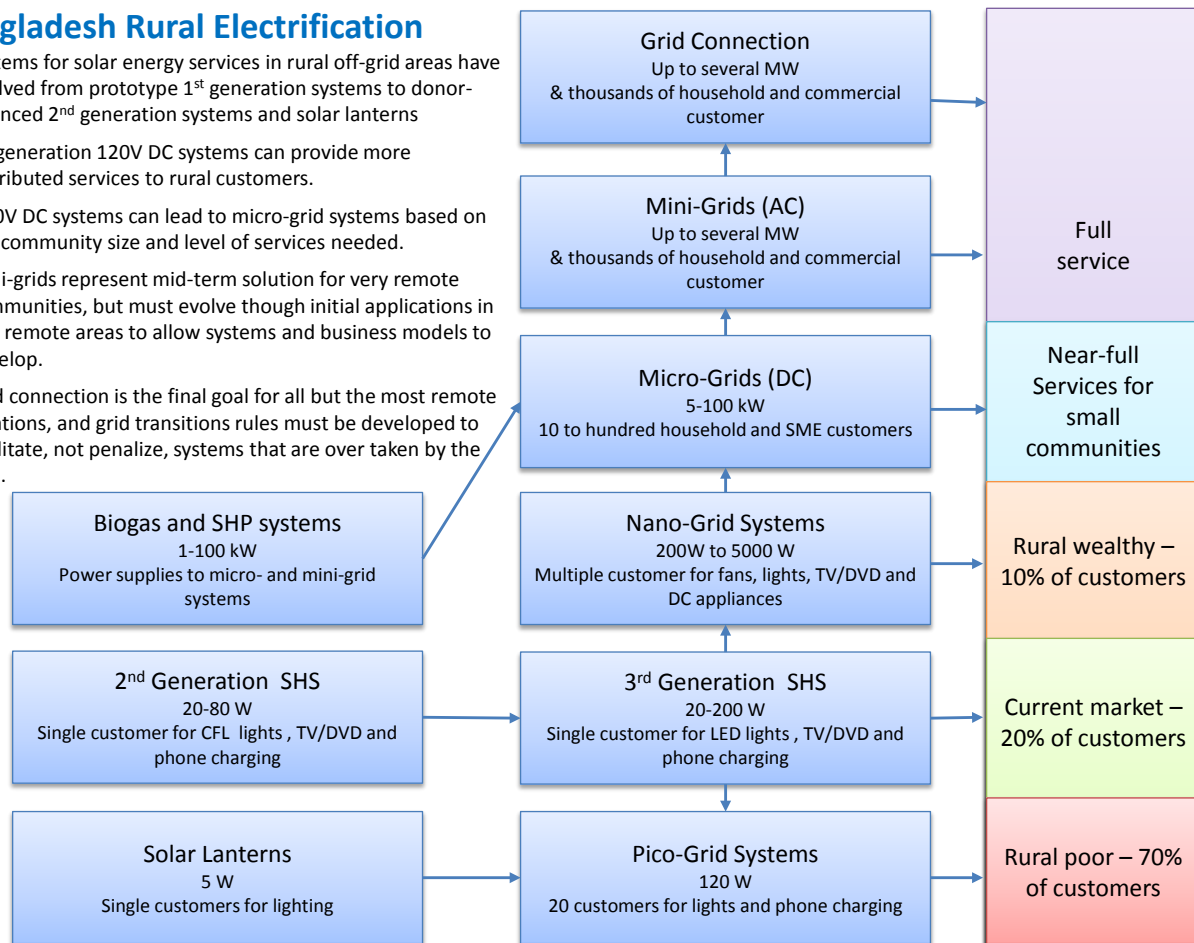 gladesh Rural Electrification
tems for solar energy services in rural off-grid areas have
lved from prototype 1st generation systems to donor-
nced 2nd generation systems and solar lanterns
generation 120V DC systems can provide more
ributed services to rural customers.
0V DC systems can lead to micro-grid systems based on
community size and level of services needed.
i-grids represent mid-term solution for very remote
mmunities, but must evolve though initial applications in
remote areas to allow systems and business models to
velop.
d connection is the final goal for all but the most remote
ations, and grid transitions rules must be developed to
ilitate, not penalize, systems that are over taken by the
.
Grid Connection
Up to several MW
& thousands of household and commercial
customer
Mini-Grids (AC)
Up to several MW
& thousands of household and commercial
customer
Full
service
Micro-Grids (DC)
5-100 kW
10 to hundred household and SME customers
Near-full
Services for
small
communities
Biogas and SHP systems
1-100 kW
Power supplies to micro- and mini-grid
systems
Nano-Grid Systems
200W to 5000 W
Multiple customer for fans, lights, TV/DVD and
DC appliances
Rural wealthy –
10% of customers
2nd Generation SHS
20-80 W
Single customer for CFL lights , TV/DVD and
phone charging
3rd Generation SHS
20-200 W
Single customer for LED lights , TV/DVD and
phone charging
Current market –
20% of customers
Solar Lanterns
5 W
Single customers for lighting
Pico-Grid Systems
120 W
20 customers for lights and phone charging
Rural poor – 70%
of customers